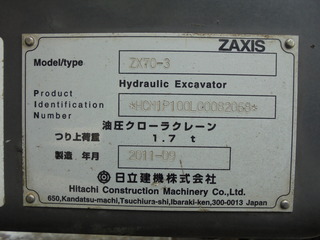 ZAXIS
Model/type ZX70-3
Hydraulic Excavator
Product
Identification
Number
油圧クローラクレーン
つり上荷重 1.7 t
製造 年月 2011-09
日立建機株式会社
Hitachi Construction Machinery Co.,Ltd.
650,Kandatsu-machi,Tsuchiura-shi,Ibaraki-ken,300-0013 Japan